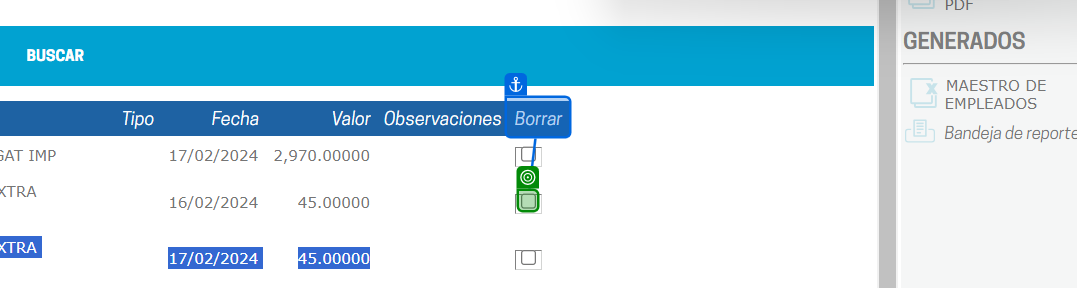 PDF
GENERADOS
MAESTRO DE
EMPLEADOS
Bandeja de reporte
BUSCAR
Tipo Fecha Valor Observaciones Borrar
GAT IMP 17/02/2024 2,970.00000
XTRA
16/02/2024 45.00000
XTRA
17/02/2024 45.00000